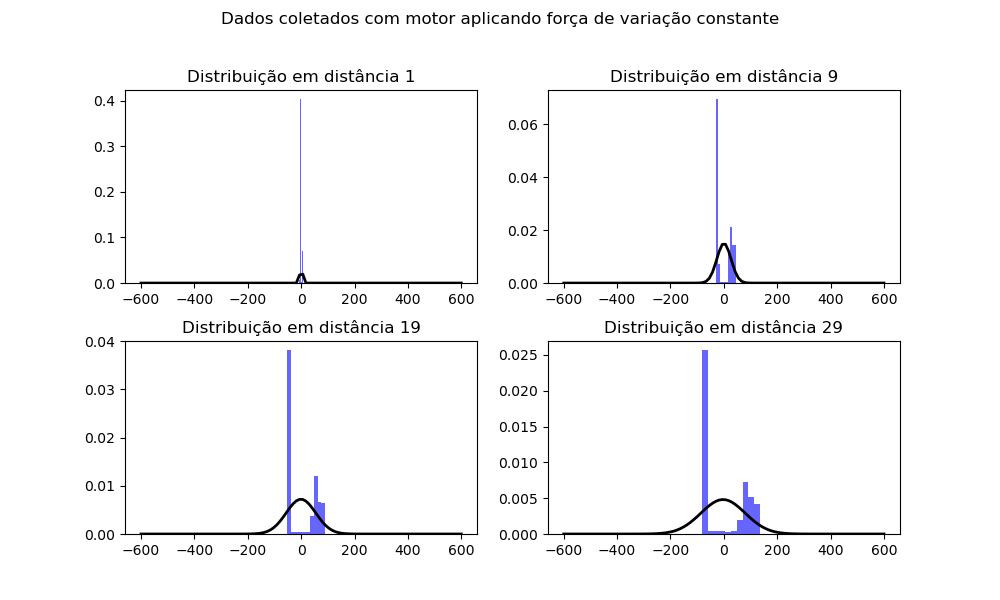 Dados coletados com motor aplicando força de variação constante
Distribuição em distância 1
0.4
0.3
0.2
0.1
0.0
−600 −400 −200 0 200 400 600
Distribuição em distância 9
0.06
0.04
0.02
0.00
−600 −400 −200 0 200 400 600
Distribuição em distância 19
0.04
0.03
0.02
0.01
0.00
−600 −400 −200 0 200 400 600
Distribuição em distância 29
0.025
0.020
0.015
0.010
0.005
0.000
−600 −400 −200 0 200 400 600